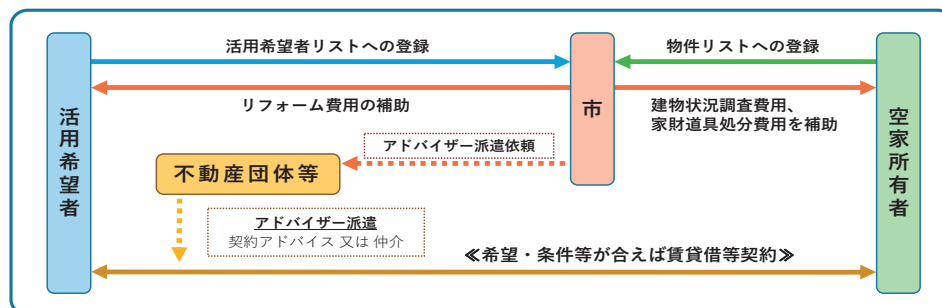 活用希望者リストへの登録
物件リストへの登録
活用希望者
市
空家所有者
リフォーム費用の補助
建物状況調査費用、
家財道具処分費用を補助
アドバイザー派遣依頼
不動産団体等
アドバイザー派遣
契約アドバイス 又は 仲介
≪希望・条件等が合えば賃貸借等契約≫